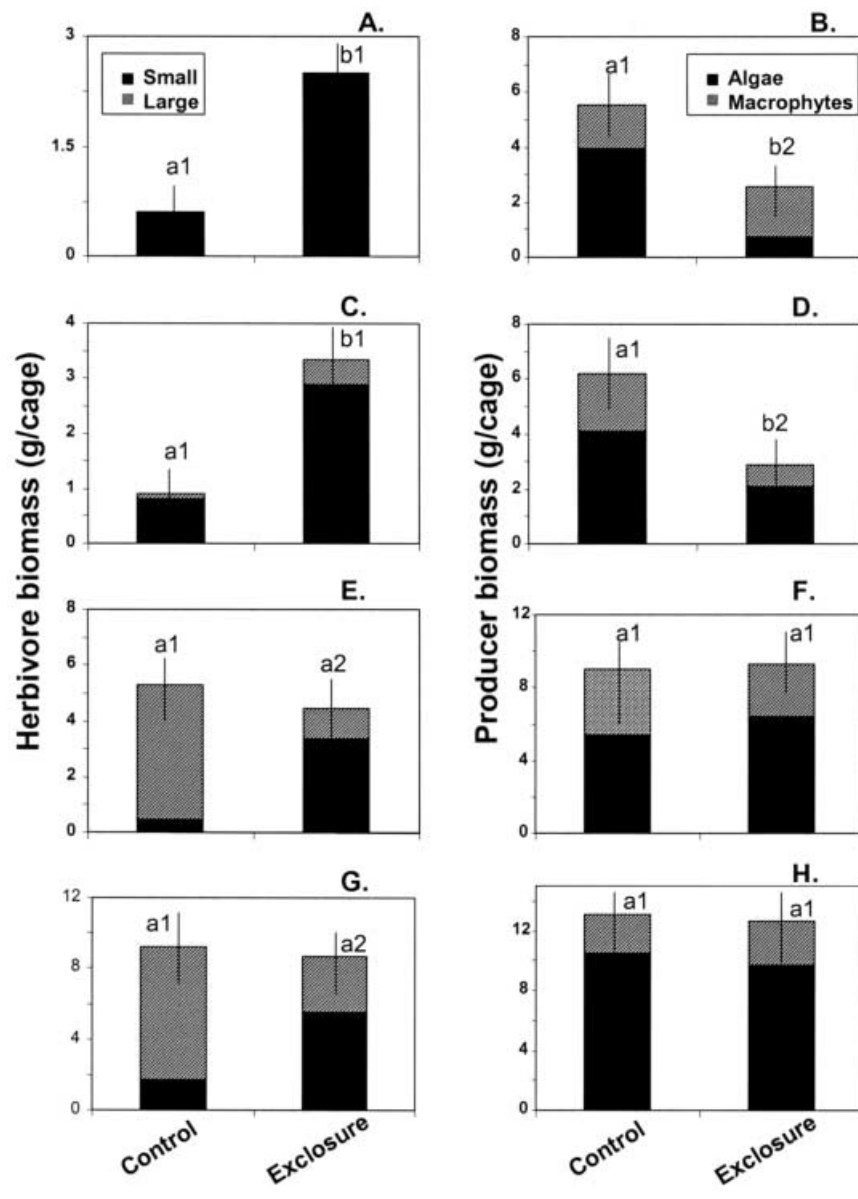 A.
3
1.5
0
Small
Large
a1
b1
B.
8
6
4
2
0
Algae
Macrophytes
a1
b2
C.
4
3
2
1
0
a1
b1
D.
8
6
4
2
0
a1
b2
Herbivore biomass (g/cage)
Producer biomass (g/cage)
E.
8
6
4
2
0
a1
a2
F.
12
8
4
0
a1
a1
G.
12
8
4
0
a1
a2
H.
12
8
4
0
a1
a1
Control
Exclosure
Control
Exclosure